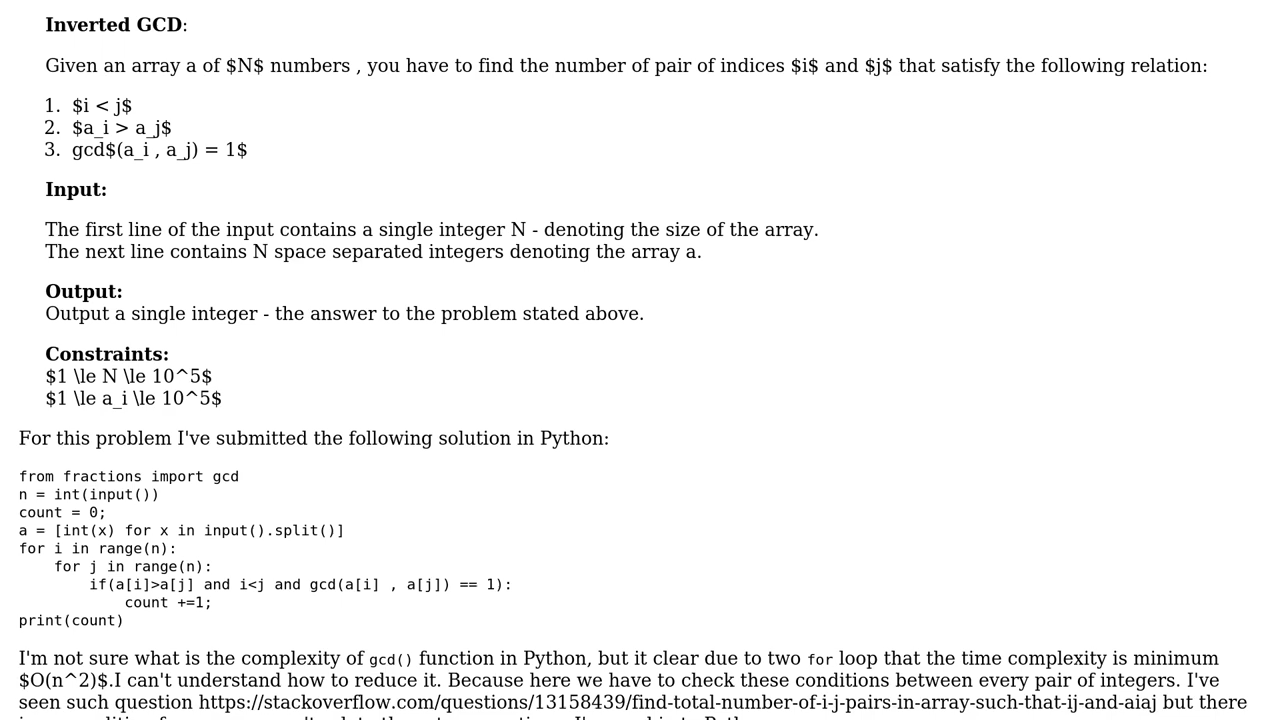 Inverted GCD:
Given an array a of $N$ numbers , you have to find the number of pair of indices $i$ and $j$ that satisfy the following relation:
1. $i < j$
2. $a_i > a_j$
3. gcd$(a_i , a_j) = 1$
Input:
The first line of the input contains a single integer N - denoting the size of the array.
The next line contains N space separated integers denoting the array a.
Output:
Output a single integer - the answer to the problem stated above.
Constraints:
$1 \le N \le 10^5$
$1 \le a_i \le 10^5$
For this problem I've submitted the following solution in Python:
from fractions import gcd
n = int(input())
count = 0;
a = [int(x) for x in input().split()]
for i in range(n):
    for j in range(n):
        if(a[i]>a[j] and i<j and gcd(a[i] , a[j]) == 1):
            count +=1;
print(count)
I'm not sure what is the complexity of gcd() function in Python, but it clear due to two for loop that the time complexity is minimum
$O(n^2)$.I can't understand how to reduce it. Because here we have to check these conditions between every pair of integers. I've
seen such question https://stackoverflow.com/questions/13158439/find-total-number-of-i-j-pairs-in-array-such-that-ij-and-aiaj but there